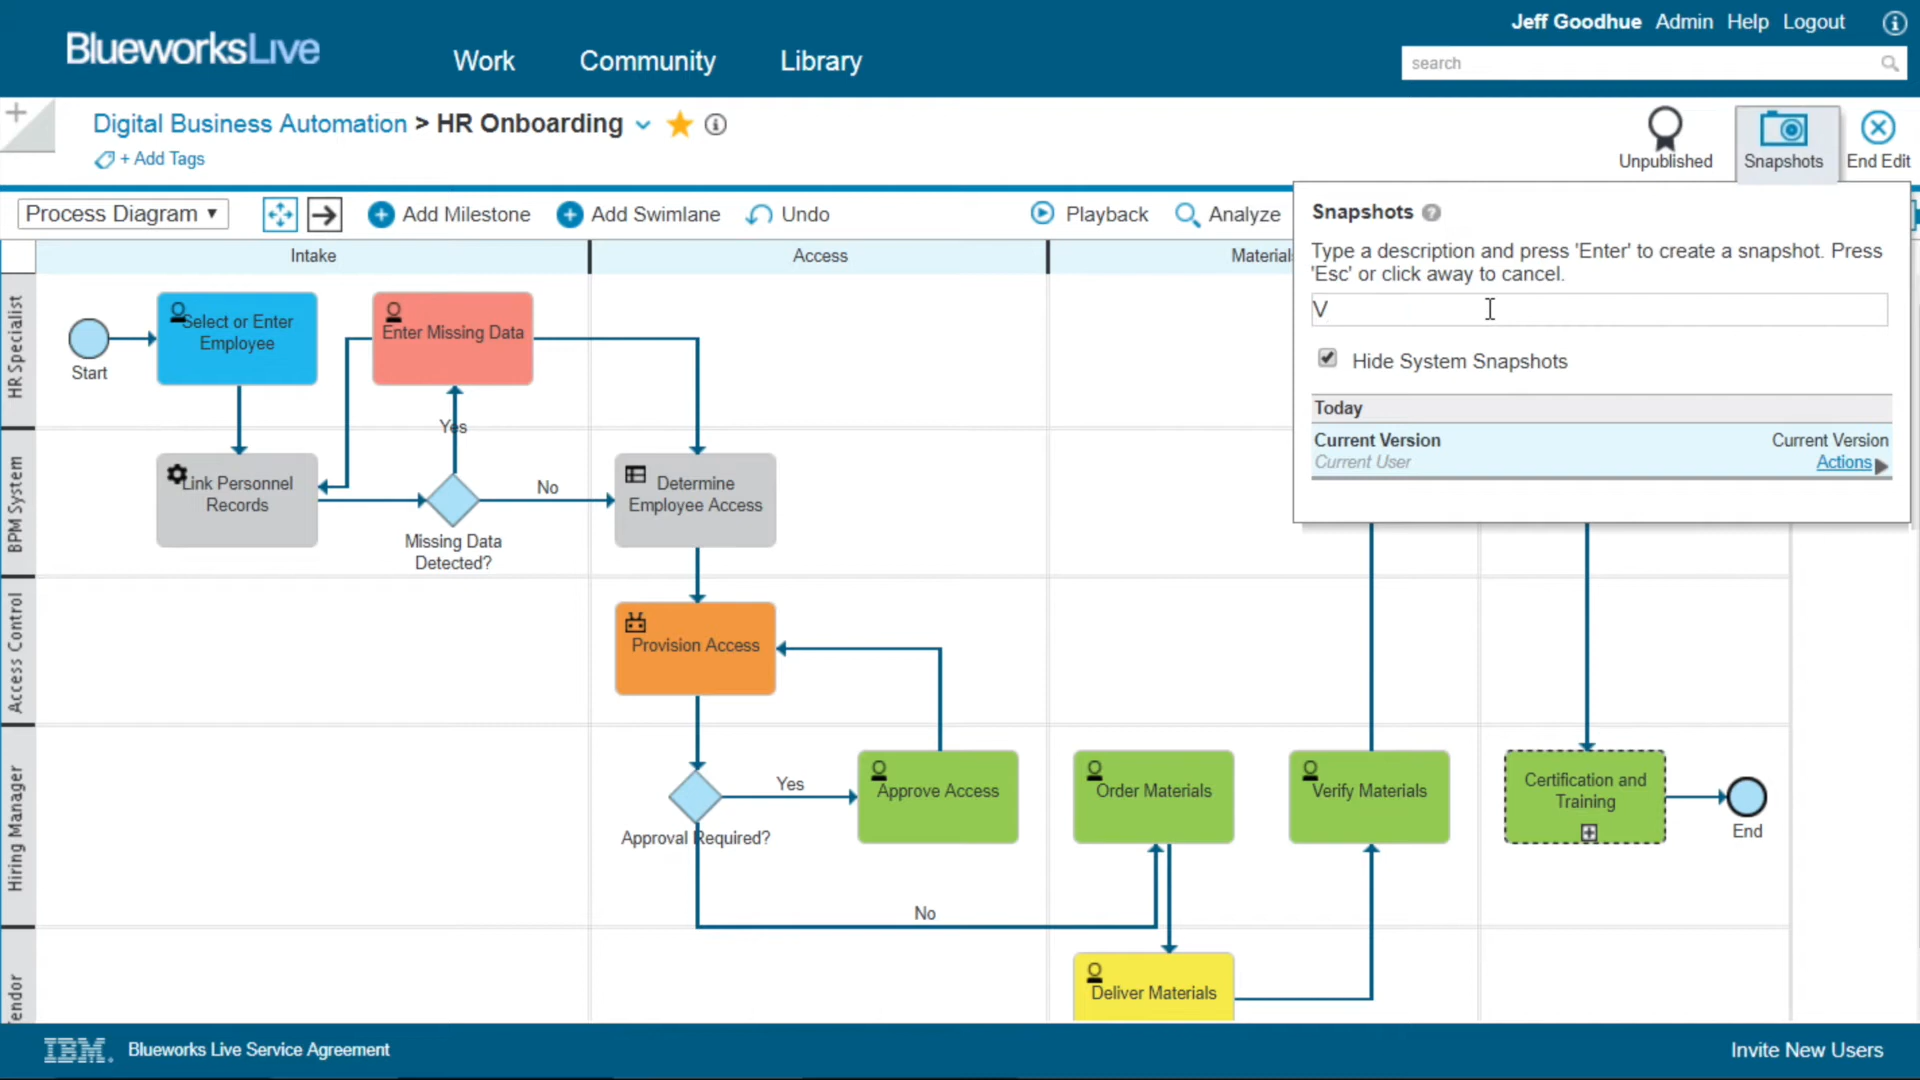 Jeff Goodhue Admin Help Logout
BlueworksLive
Work
Community
Library
search
Digital Business Automation > HR Onboarding
+ Add Tags
Unpublished
Snapshots
End Edit
Process Diagram
Add Milestone
Add Swimlane
Undo
Playback
Analyze
Snapshots
Type a description and press 'Enter' to create a snapshot. Press
'Esc' or click away to cancel.
V
Hide System Snapshots
Today
Current Version
Current Version
Current User
Actions
Intake
Access
HR Specialist
Start
Select or Enter
Employee
Enter Missing Data
Yes
BPM System
Link Personnel
Records
Missing Data
Detected?
No
Determine
Employee Access
Access Control
Provision Access
Hiring Manager
Approval Required?
Yes
Approve Access
Order Materials
Verify Materials
Certification and
Training
End
No
Deliver Materials
IBM.
Blueworks Live Service Agreement
Invite New Users